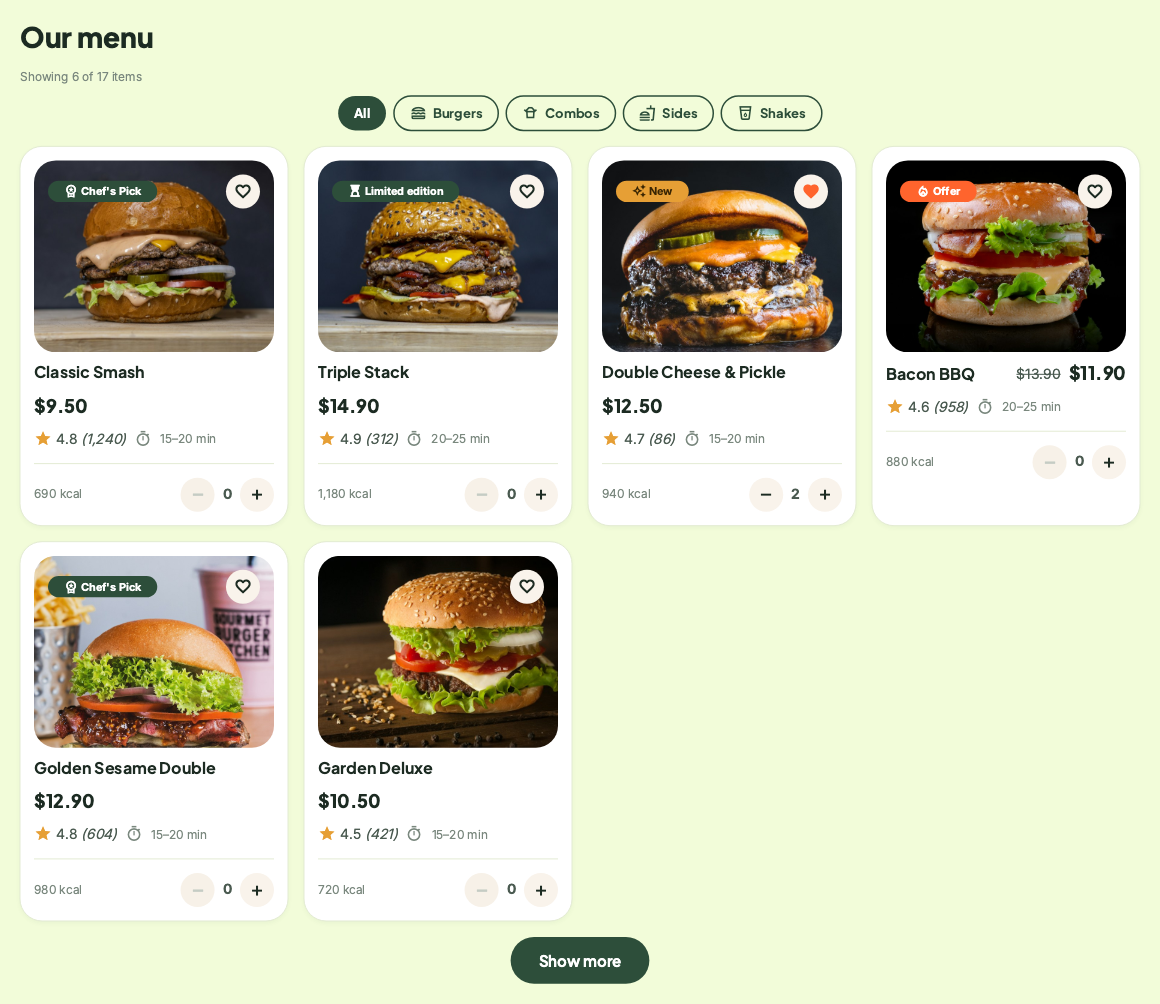 Our menu
Showing 6 of 17 items
All Burgers Combos Sides Shakes
Chef's Pick
Classic Smash
$9.50
4.8 (1,240) 15–20 min
690 kcal − 0 +
Limited edition
Triple Stack
$14.90
4.9 (312) 20–25 min
1,180 kcal − 0 +
New
Double Cheese & Pickle
$12.50
4.7 (86) 15–20 min
940 kcal − 2 +
Offer
Bacon BBQ $13.90 $11.90
4.6 (958) 20–25 min
880 kcal − 0 +
Chef's Pick
GOURMET
BURGER
KITCHEN
Golden Sesame Double
$12.90
4.8 (604) 15–20 min
980 kcal − 0 +
Garden Deluxe
$10.50
4.5 (421) 15–20 min
720 kcal − 0 +
Show more